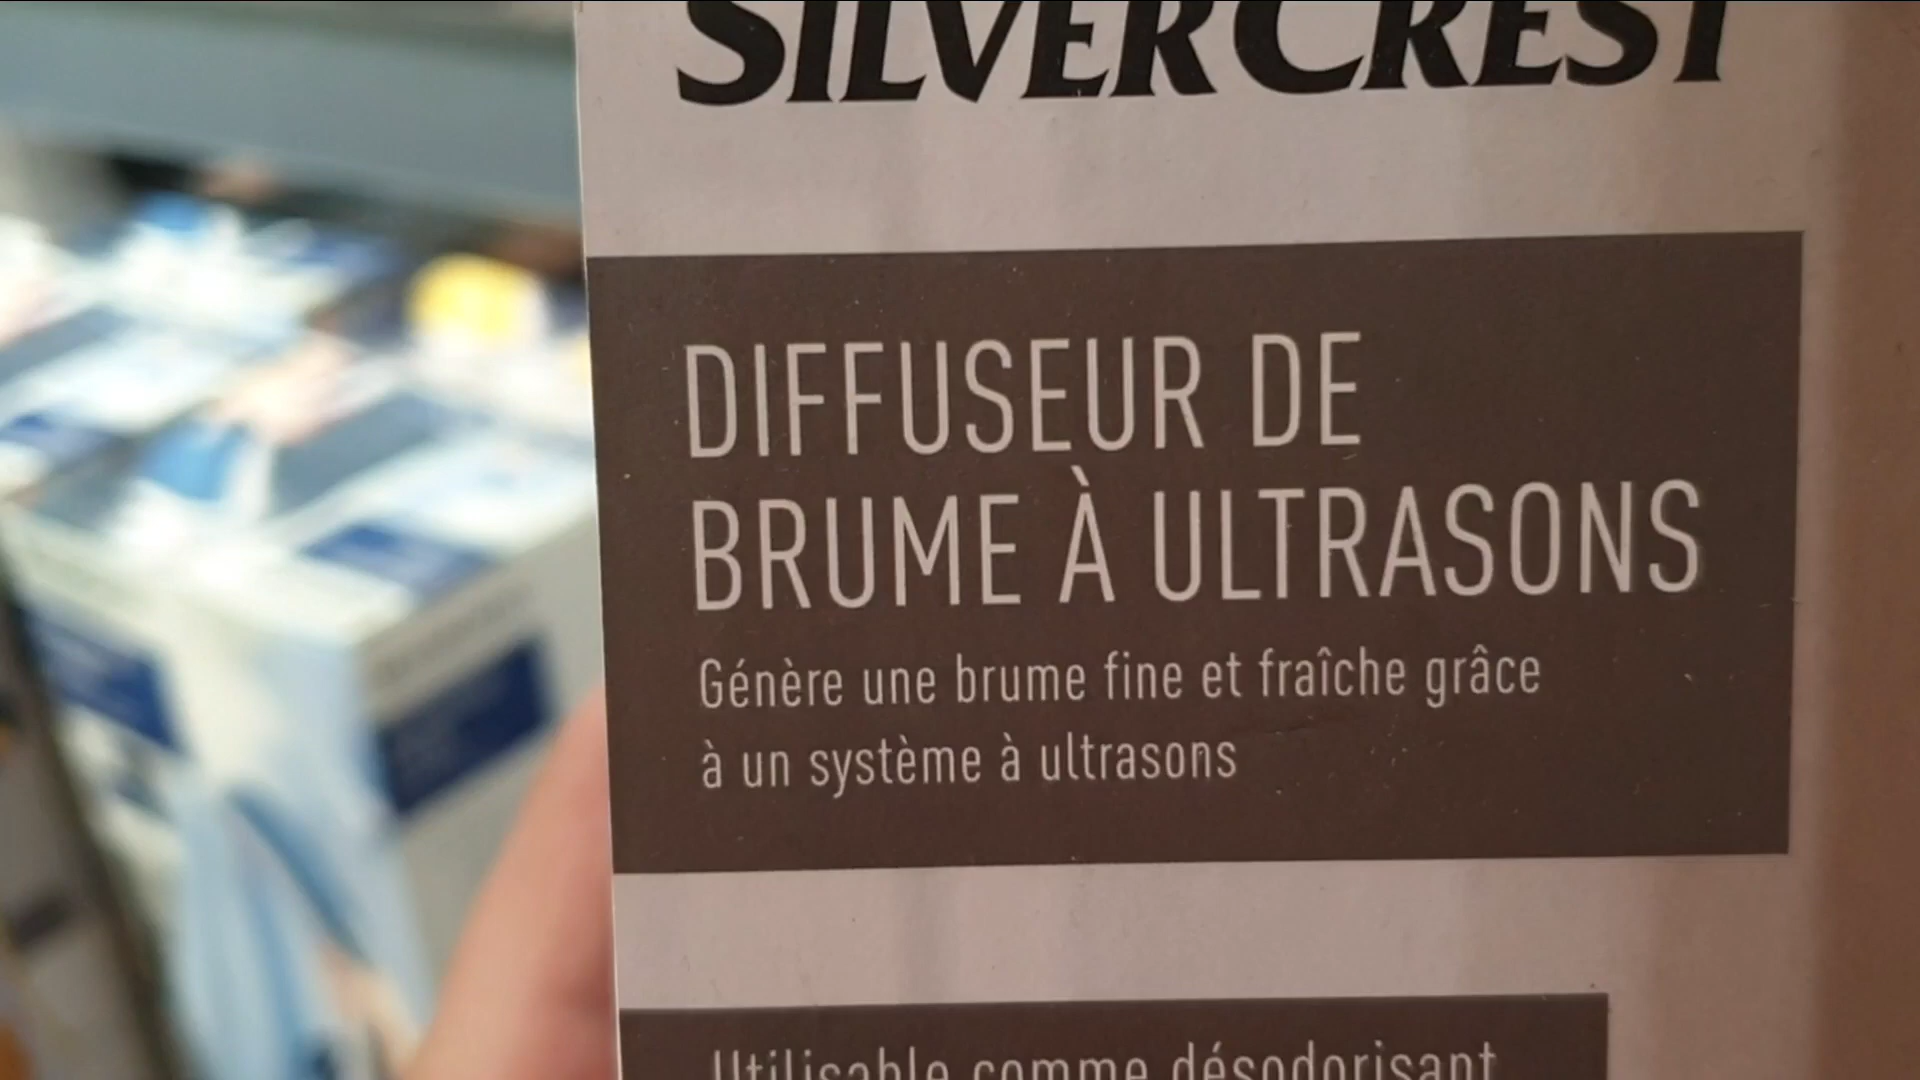 SILVERCREST
DIFFUSEUR DE
BRUME À ULTRASONS
Génère une brume fine et fraîche grâce
à un système à ultrasons
Utilisable comme désodorisant